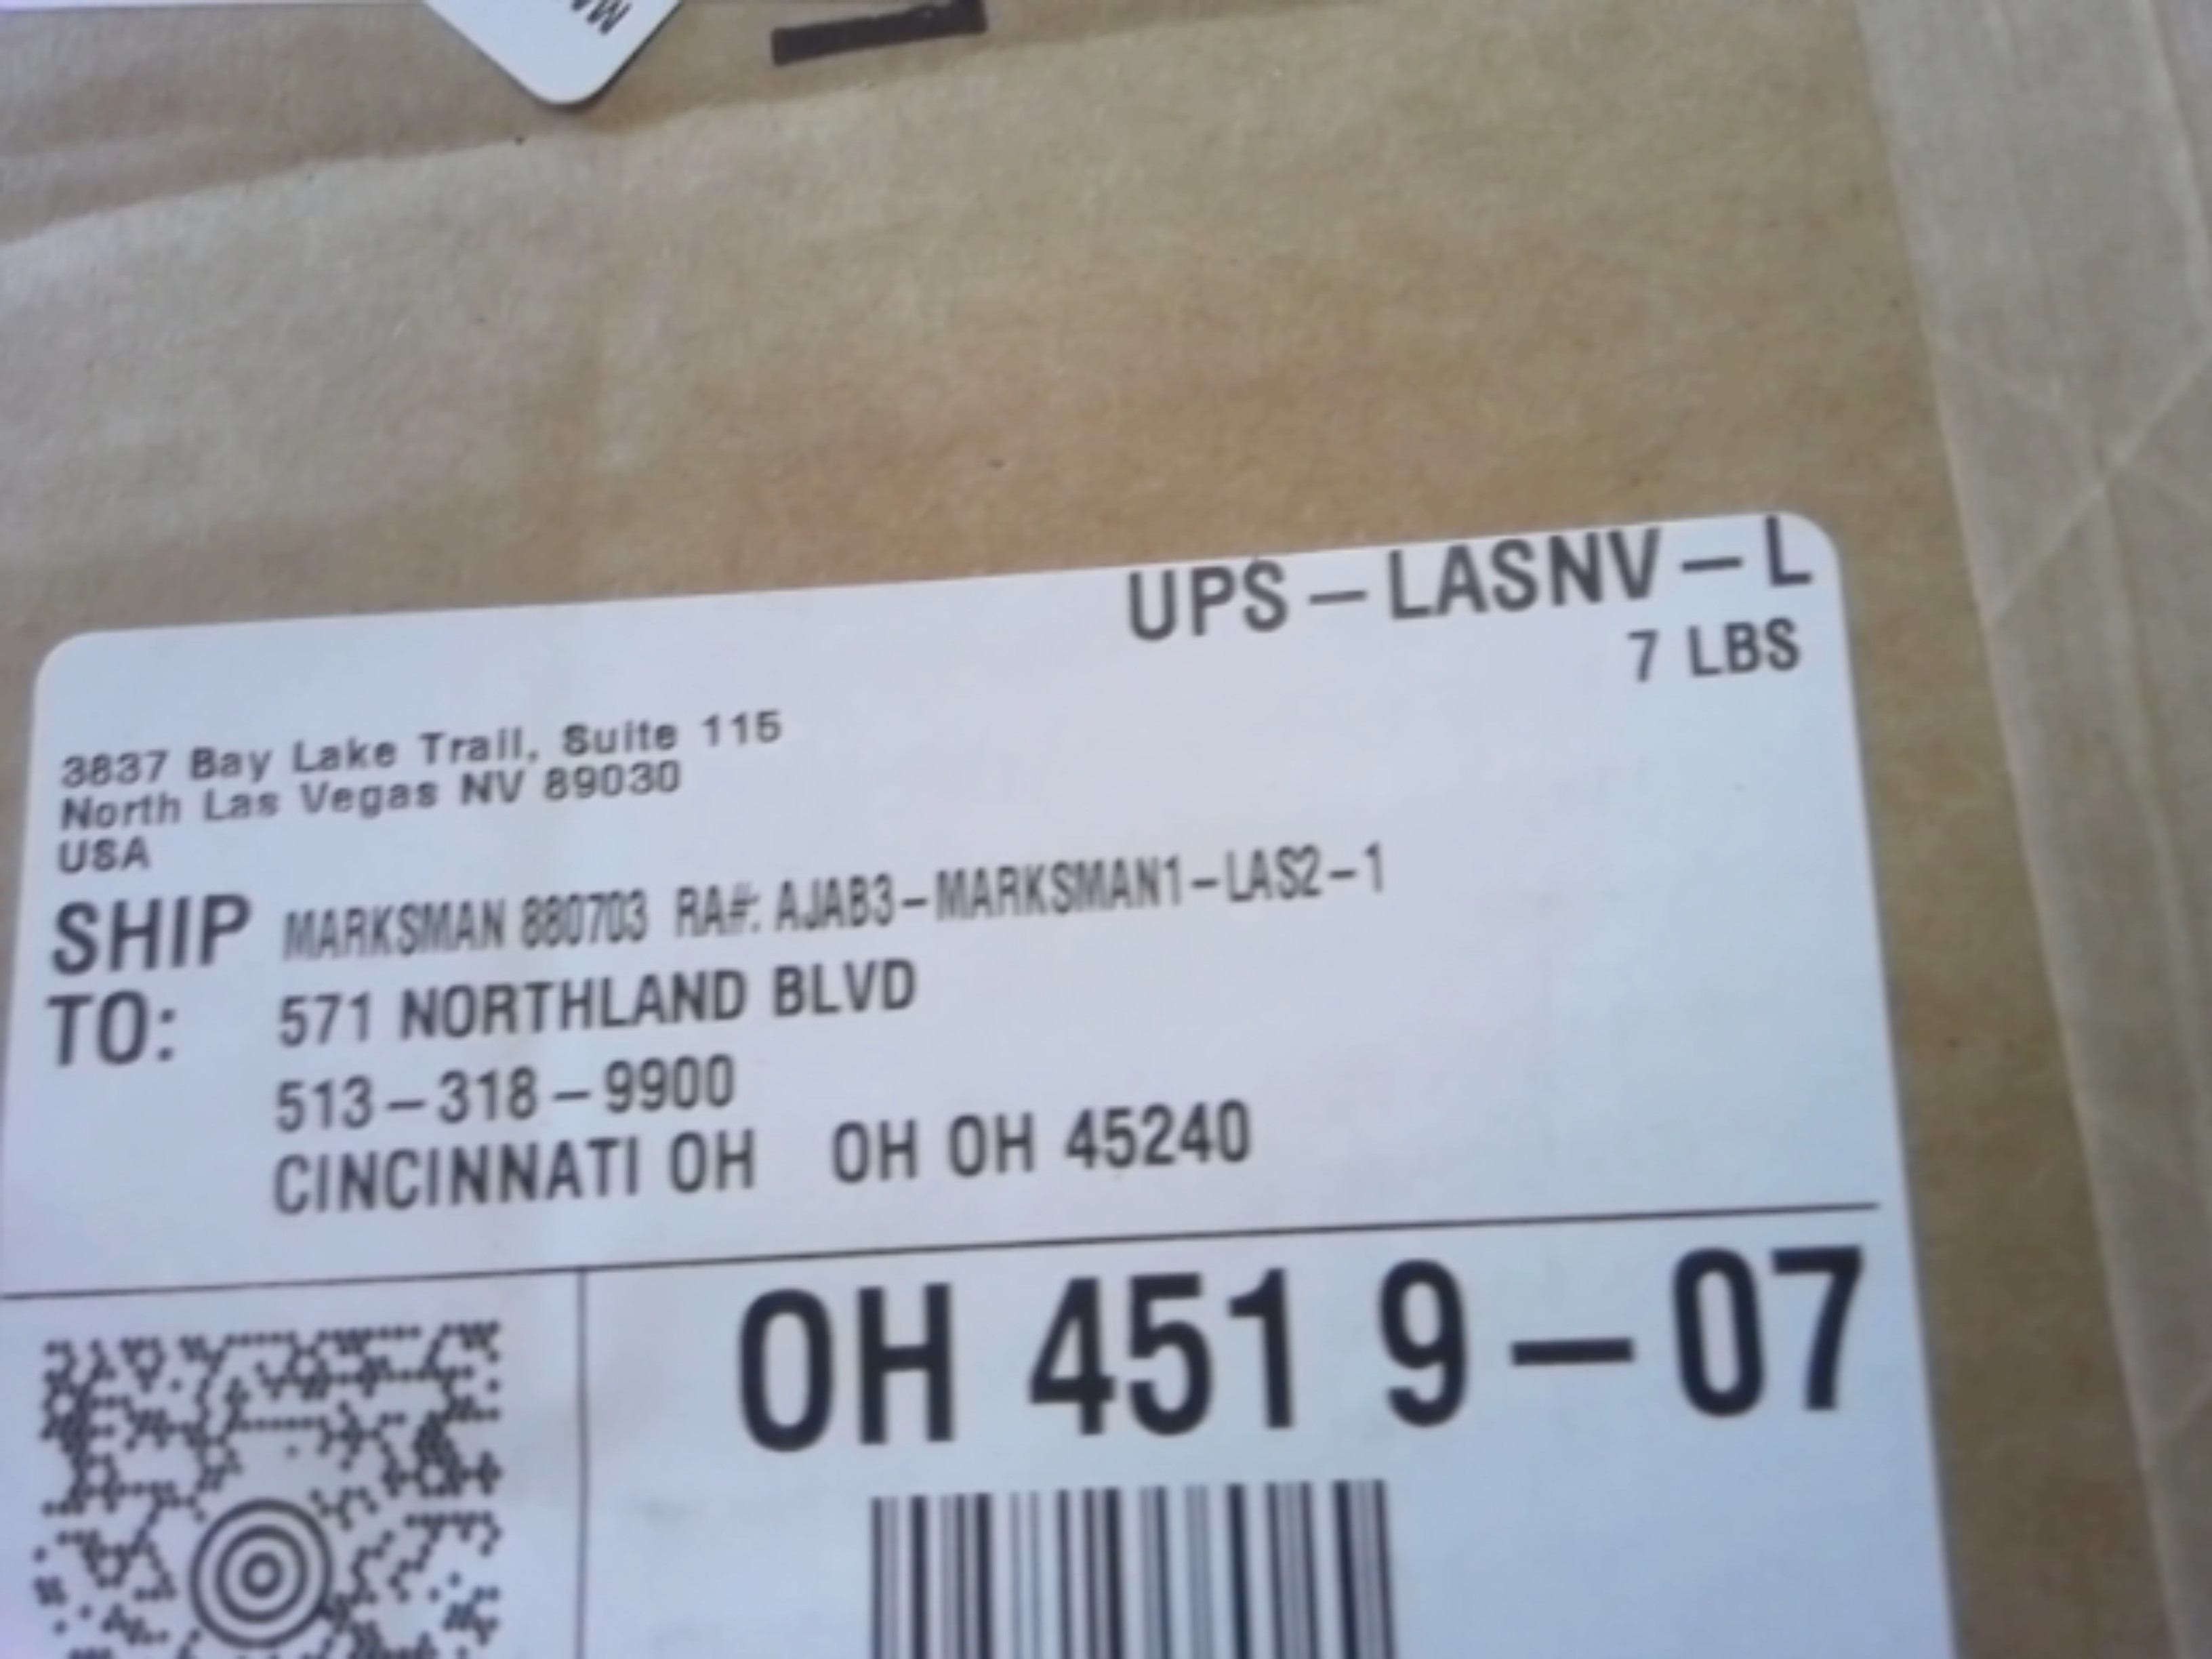 MA
UPS-LASNV-L
7 LBS
3837 Bay Lake Trail, Suite 115
North Las Vegas NV 89030
USA
SHIP TO: MARKSMAN 880703 RA#: AJAB3-MARKSMAN1-LAS2-1
571 NORTHLAND BLVD
513-318-9900
CINCINNATI OH OH OH 45240
OH 451 9-07